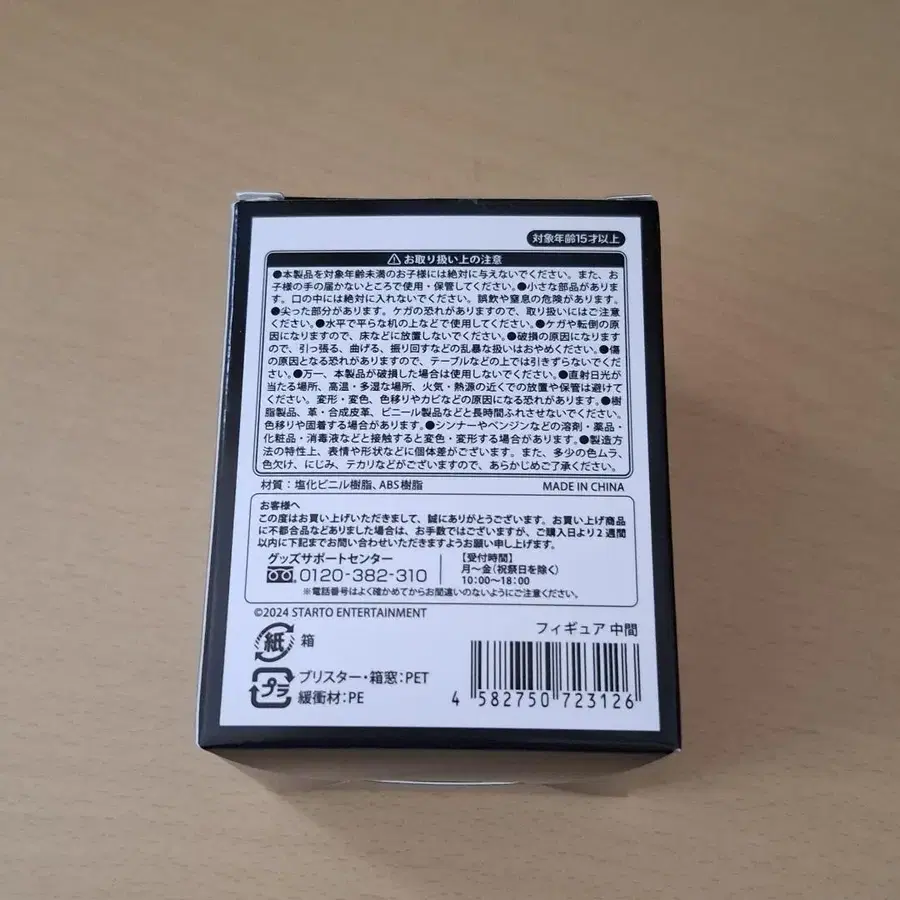 対象年齢15才以上
⚠お取り扱い上の注意
●本製品を対象年齢未満のお子様には絶対に与えないでください。また、お
子様の手の届かないところで使用・保管してください。●小さな部品がありま
す。口の中には絶対に入れないでください。誤飲や窒息の危険があります。
●尖った部分があります。ケガの恐れがありますので、取り扱いにはご注意
ください。●水平で平らな机の上などで使用してください。●ケガや転倒の原
因になりますので、床などに放置しないでください。●破損の原因になります
ので、引っ張る、曲げる、振り回すなどの乱暴な扱いはおやめください。●傷
の原因となる恐れがありますので、テーブルなどの上では引きずらないでくだ
さい。●万一、本製品が破損した場合は使用しないでください。●直射日光が
当たる場所、高温・多湿な場所、火気・熱源の近くでの放置や保管は避けて
ください。変形・変色、色移りやカビなどの原因になる恐れがあります。●樹
脂製品、革・合成皮革、ビニール製品などと長時間ふれさせないでください。
色移りや固着する場合があります。●シンナーやベンジンなどの溶剤・薬品・
化粧品・消毒液などと接触すると変色・変形する場合があります。●製造方
法の特性上、表情や形状などに個体差がございます。また、多少の色ムラ、
色欠け、にじみ、テカリなどがございますので、あらかじめご了承ください。
材質：塩化ビニル樹脂、ABS樹脂 MADE IN CHINA
お客様へ
この度はお買い上げいただきまして、誠にありがとうございます。お買い上げ商品
に不都合品などありました場合は、お手数ではございますが、ご購入日より2週間
以内に下記までお問い合わせいただきますようお願い申し上げます。
グッズサポートセンター
0120-382-310
【受付時間】
月〜金(祝祭日を除く)
10:00〜18:00
※電話番号はよく確かめてからお間違いのないようにご注意ください。
©2024 STARTO ENTERTAINMENT
紙 箱
プラ ブリスター・箱窓：PET
緩衝材：PE
フィギュア 中間
4 582750 723126